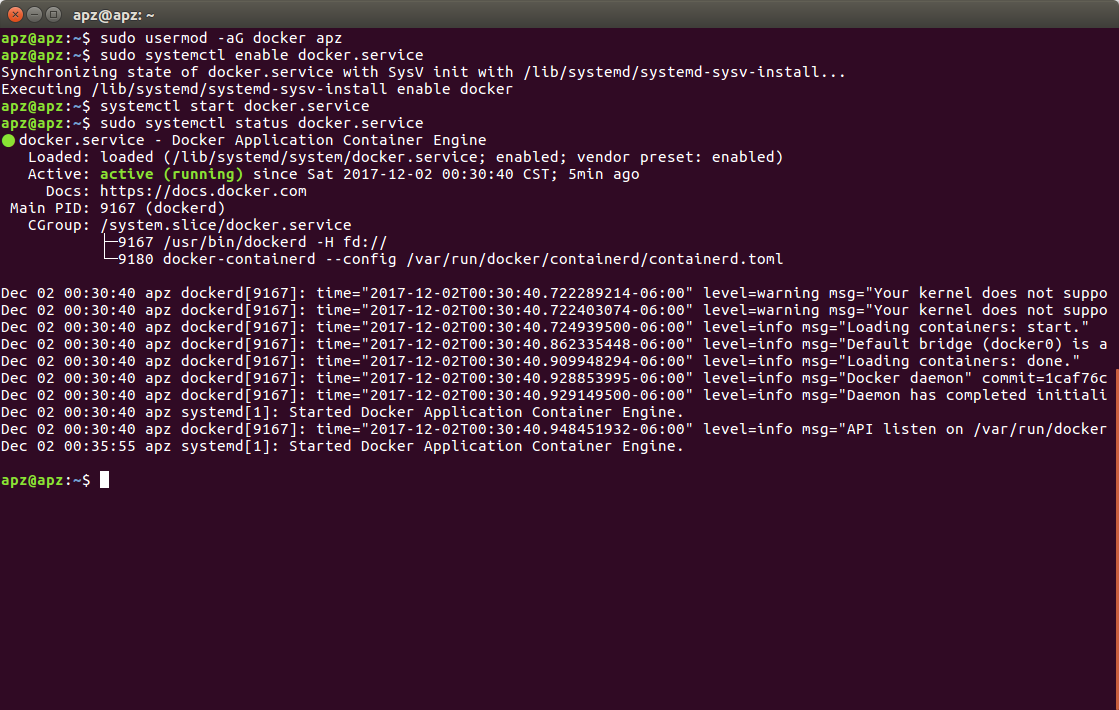 apz@apz: ~
apz@apz:~$ sudo usermod -aG docker apz
apz@apz:~$ sudo systemctl enable docker.service
Synchronizing state of docker.service with SysV init with /lib/systemd/systemd-sysv-install...
Executing /lib/systemd/systemd-sysv-install enable docker
apz@apz:~$ systemctl start docker.service
apz@apz:~$ sudo systemctl status docker.service
● docker.service - Docker Application Container Engine
   Loaded: loaded (/lib/systemd/system/docker.service; enabled; vendor preset: enabled)
   Active: active (running) since Sat 2017-12-02 00:30:40 CST; 5min ago
     Docs: https://docs.docker.com
 Main PID: 9167 (dockerd)
   CGroup: /system.slice/docker.service
           ├─9167 /usr/bin/dockerd -H fd://
           └─9180 docker-containerd --config /var/run/docker/containerd/containerd.toml
Dec 02 00:30:40 apz dockerd[9167]: time="2017-12-02T00:30:40.722289214-06:00" level=warning msg="Your kernel does not suppo
Dec 02 00:30:40 apz dockerd[9167]: time="2017-12-02T00:30:40.722403074-06:00" level=warning msg="Your kernel does not suppo
Dec 02 00:30:40 apz dockerd[9167]: time="2017-12-02T00:30:40.724939500-06:00" level=info msg="Loading containers: start."
Dec 02 00:30:40 apz dockerd[9167]: time="2017-12-02T00:30:40.862335448-06:00" level=info msg="Default bridge (docker0) is a
Dec 02 00:30:40 apz dockerd[9167]: time="2017-12-02T00:30:40.909948294-06:00" level=info msg="Loading containers: done."
Dec 02 00:30:40 apz dockerd[9167]: time="2017-12-02T00:30:40.928853995-06:00" level=info msg="Docker daemon" commit=1caf76c
Dec 02 00:30:40 apz dockerd[9167]: time="2017-12-02T00:30:40.929149500-06:00" level=info msg="Daemon has completed initiali
Dec 02 00:30:40 apz systemd[1]: Started Docker Application Container Engine.
Dec 02 00:30:40 apz dockerd[9167]: time="2017-12-02T00:30:40.948451932-06:00" level=info msg="API listen on /var/run/docker
Dec 02 00:35:55 apz systemd[1]: Started Docker Application Container Engine.
apz@apz:~$